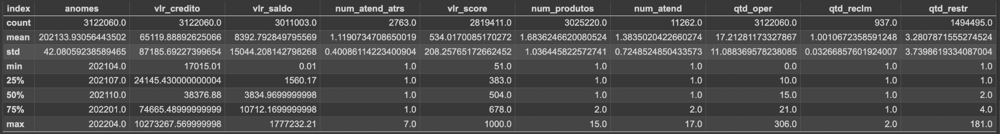 index anomes vlr_credito vlr_saldo num_atend_atrs vlr_score num_produtos num_atend qtd_oper qtd_reclm qtd_restr
count 3122060.0 3122060.0 3011003.0 2763.0 2819411.0 3025220.0 11262.0 3122060.0 937.0 1494495.0
mean 202133.93056443502 65119.88892625066 8392.792849795569 1.1190734708650019 534.0170085170272 1.6836246620080524 1.3835020422660274 17.21281173327867 1.0010672358591248 3.2807871555274524
std 42.08059238589465 87185.69227399654 15044.208142798268 0.40086114223400904 208.25765172662452 1.036445822572741 0.7248524850433573 11.088369578238085 0.03266857601924007 3.7398619334087004
min 202104.0 17015.01 0.01 1.0 51.0 1.0 1.0 0.0 1.0 1.0
25% 202107.0 24145.430000000004 1560.17 1.0 383.0 1.0 1.0 10.0 1.0 1.0
50% 202110.0 38376.88 3834.9699999998 1.0 504.0 1.0 1.0 15.0 1.0 2.0
75% 202201.0 74665.48999999999 10712.1699999998 1.0 678.0 2.0 2.0 21.0 1.0 4.0
max 202204.0 10273267.569999998 1777232.21 7.0 1000.0 15.0 17.0 306.0 2.0 181.0